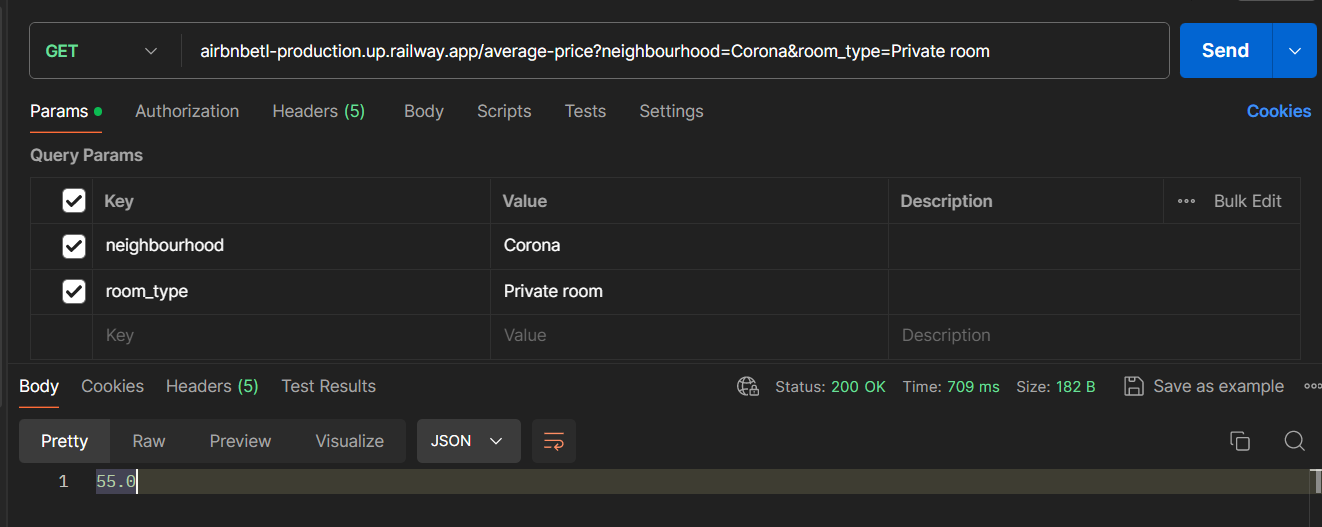 GET airbnbetl-production.up.railway.app/average-price?neighbourhood=Corona&room_type=Private room Send
Params Authorization Headers (5) Body Scripts Tests Settings Cookies
Query Params
Key Value Description Bulk Edit
neighbourhood Corona
room_type Private room
Key Value Description
Body Cookies Headers (5) Test Results Status: 200 OK Time: 709 ms Size: 182 B Save as example
Pretty Raw Preview Visualize JSON
1 55.0